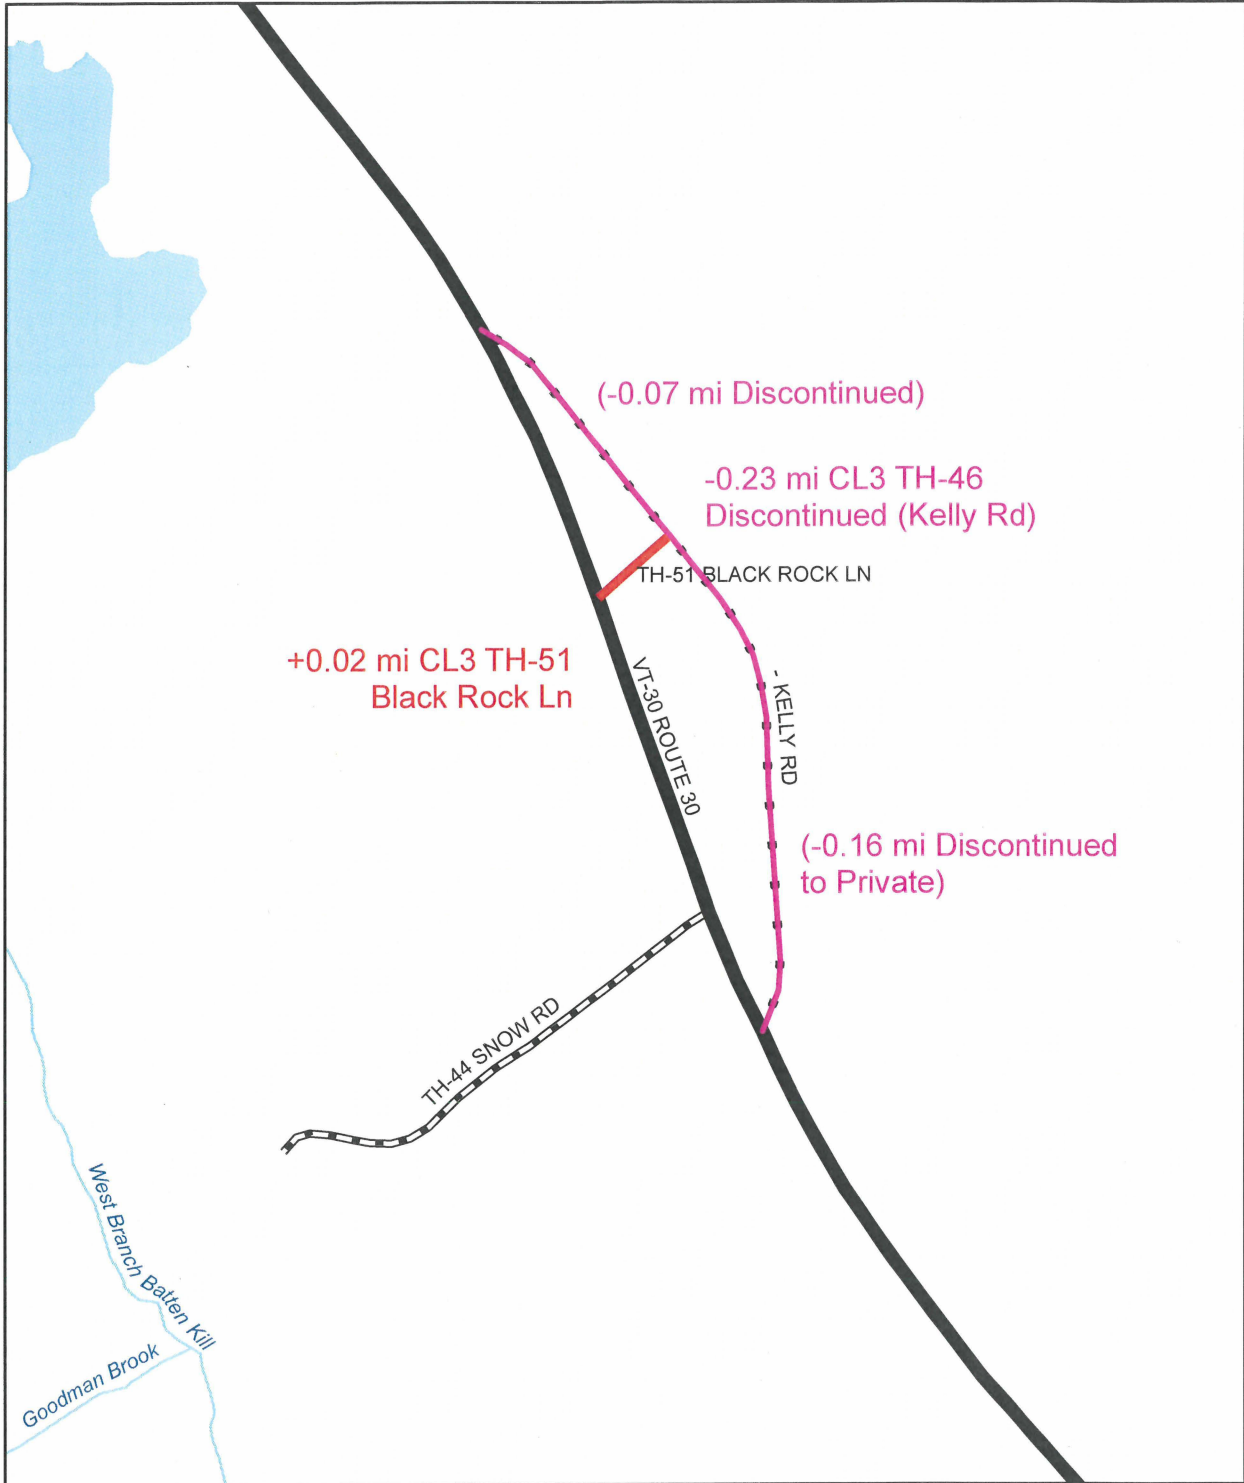 (-0.07 mi Discontinued)
-0.23 mi CL3 TH-46
Discontinued (Kelly Rd)
TH-51 BLACK ROCK LN
+0.02 mi CL3 TH-51
Black Rock Ln
VT-30 ROUTE 30
- KELLY RD
(-0.16 mi Discontinued
to Private)
TH-44 SNOW RD
West Branch Batten Kill
Goodman Brook